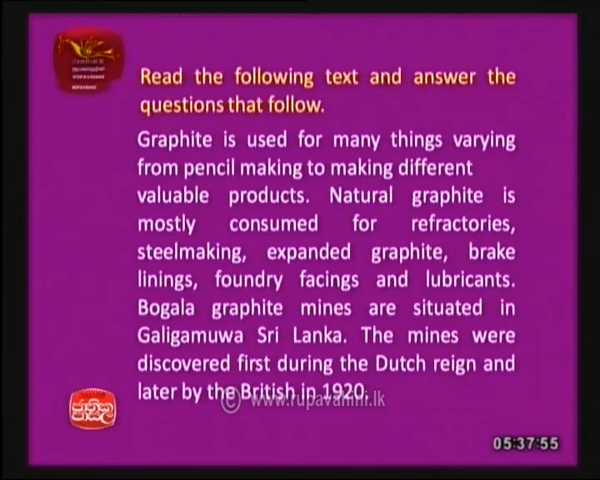 Read the following text and answer the
questions that follow.
Graphite is used for many things varying
from pencil making to making different
valuable products. Natural graphite is
mostly consumed for refractories,
steelmaking, expanded graphite, brake
linings, foundry facings and lubricants.
Bogala graphite mines are situated in
Galigamuwa Sri Lanka. The mines were
discovered first during the Dutch reign and
later by the British in 1920.
© www.rupavahini.lk
05:37:55